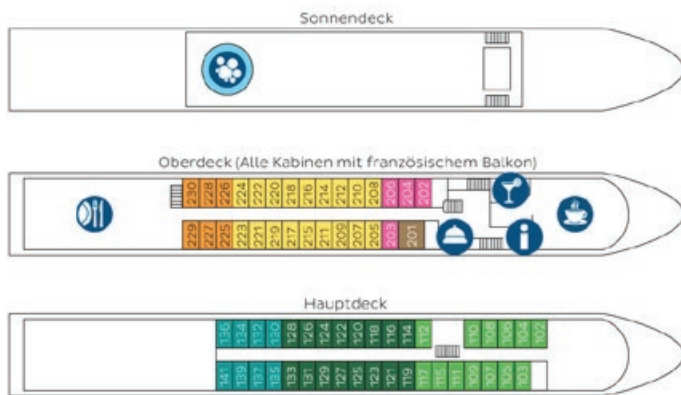 Sonnendeck
Oberdeck (Alle Kabinen mit französischem Balkon)
230 228 226 224 222 220 218 216 214 212 210 208 206 204 202
229 227 225 223 221 219 217 215 211 209 207 205 203 201
i
Hauptdeck
136 134 132 130 128 126 124 122 120 118 116 114 112 110 108 106 104 102
141 139 137 135 133 131 129 127 125 123 121 119 117 115 111 109 107 105 103